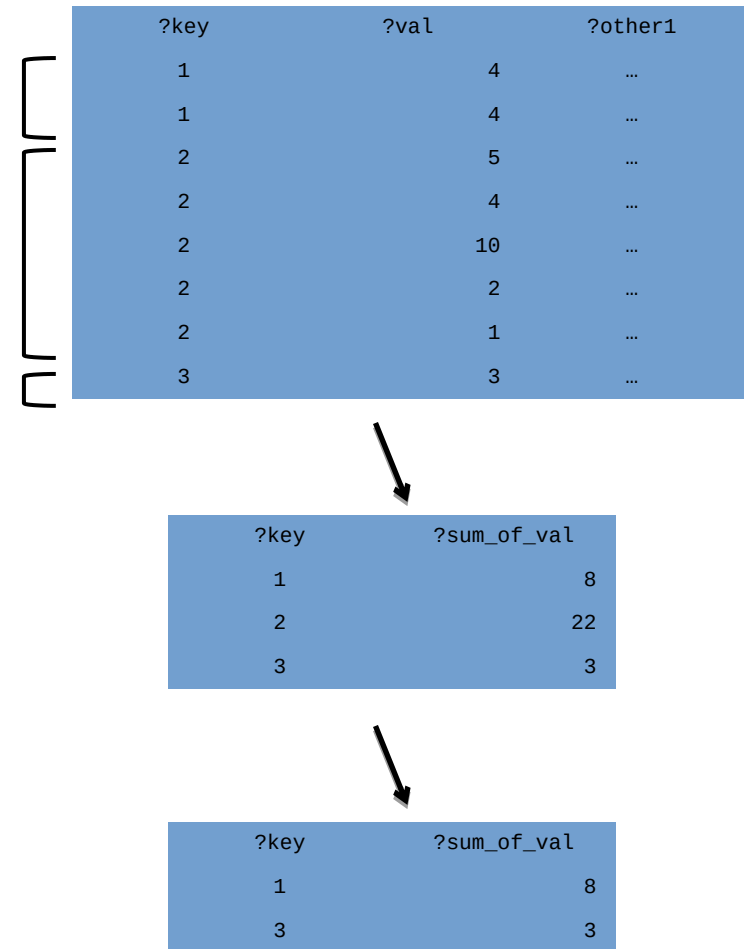 ?key ?val ?other1
1 4 …
1 4 …
2 5 …
2 4 …
2 10 …
2 2 …
2 1 …
3 3 …
?key ?sum_of_val
1 8
2 22
3 3
?key ?sum_of_val
1 8
3 3